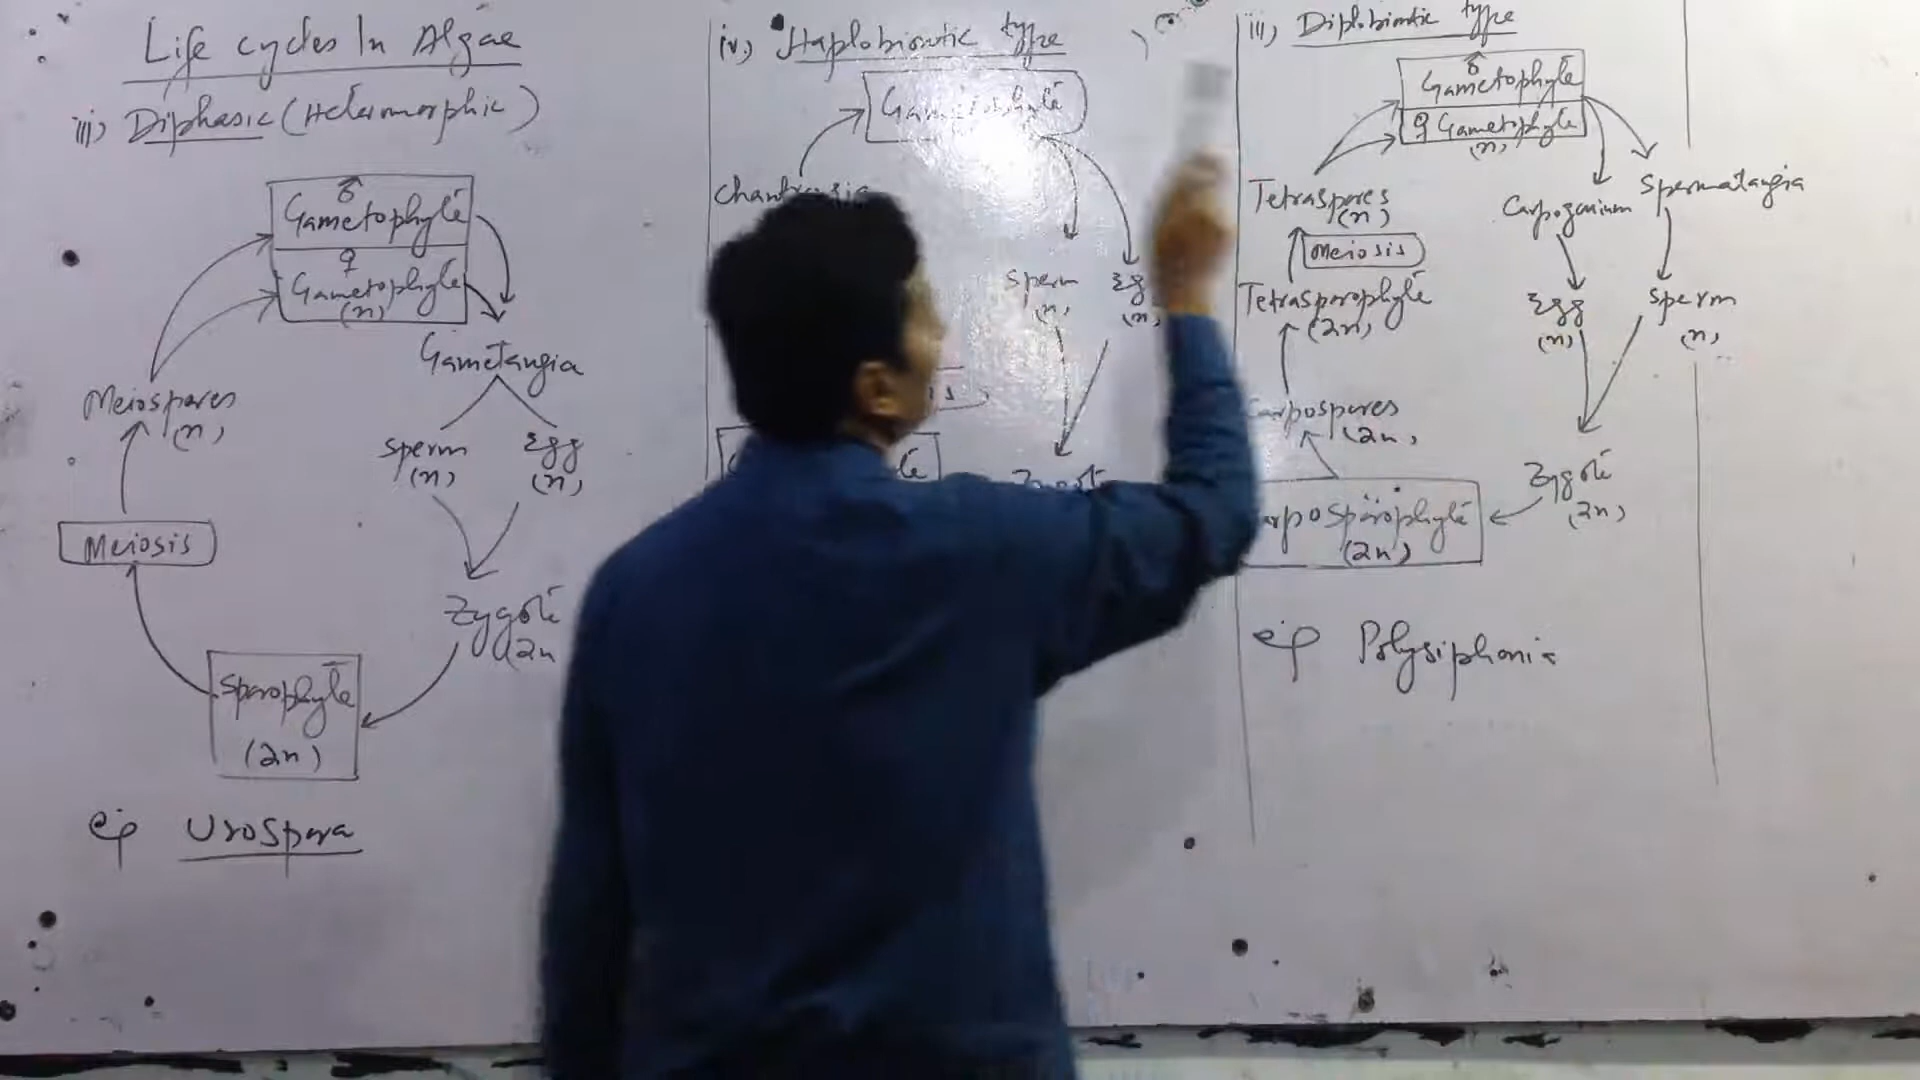 Life cycles In Algae
iii) Diphasic (Heteromorphic)
♂
Gametophyte
♀
Gametophyte
(n)
Gametangia
Meiospores
(n)
Sperm
(n)
Egg
(n)
Meiosis
Zygote
(2n
Sporophyte
(2n)
eg Urospora
iv) Haplobiontic type
Gametophyte
Sperm
(n)
(n)
iii) Diplobiontic type
♂
Gametophyte
♀ Gametophyte
(n)
Tetraspores
(n)
Carpogonium
Spermatangia
Meiosis
Tetrasporophyte
(2n)
Egg
(n)
Sperm
(n)
(2n)
Zygote
(2n)
(2n)
eg Polysiphonia